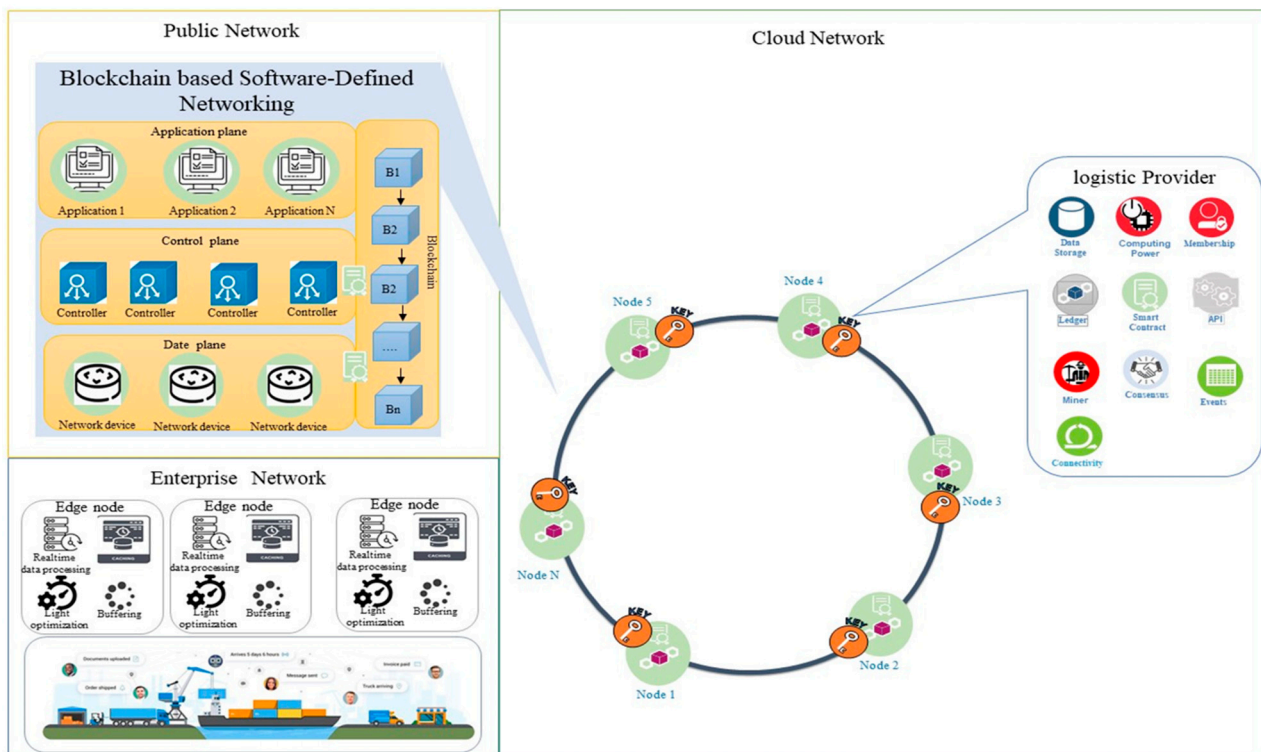 Public Network
Blockchain based Software-Defined
Networking
Application plane
Application 1
Application 2
Application N
Control plane
Controller
Controller
Controller
Controller
Date plane
Network device
Network device
Network device
B1
B2
B2
....
Bn
Blockchain
Enterprise Network
Edge node
Realtime
data processing
CACHING
Light
optimization
Buffering
Edge node
Realtime
data processing
CACHING
Light
optimization
Buffering
Edge node
Realtime
data processing
CACHING
Light
optimization
Buffering
Documents uploaded
Arrives 5 days 6 hours
Invoice paid
Order shipped
Message sent
Truck arriving
Cloud Network
Node 5
KEY
Node 4
KEY
Node 3
KEY
Node N
KEY
Node 1
KEY
Node 2
KEY
logistic Provider
Data
Storage
Computing
Power
Membership
Ledger
Smart
Contract
API
Miner
Consensus
Events
Connectivity